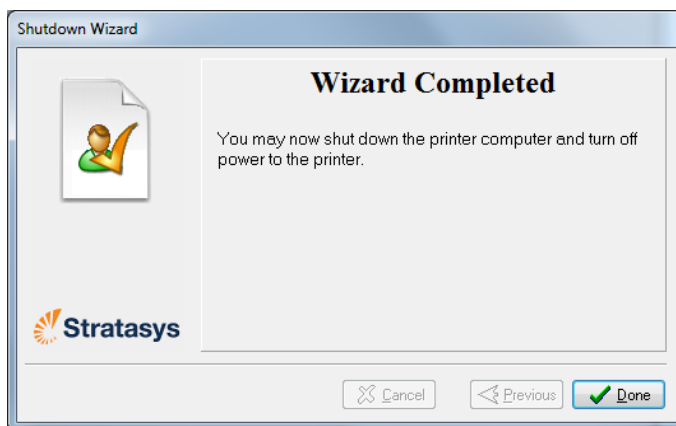 Shutdown Wizard
Wizard Completed
You may now shut down the printer computer and turn off
power to the printer.
Stratasys
Cancel
Previous
Done